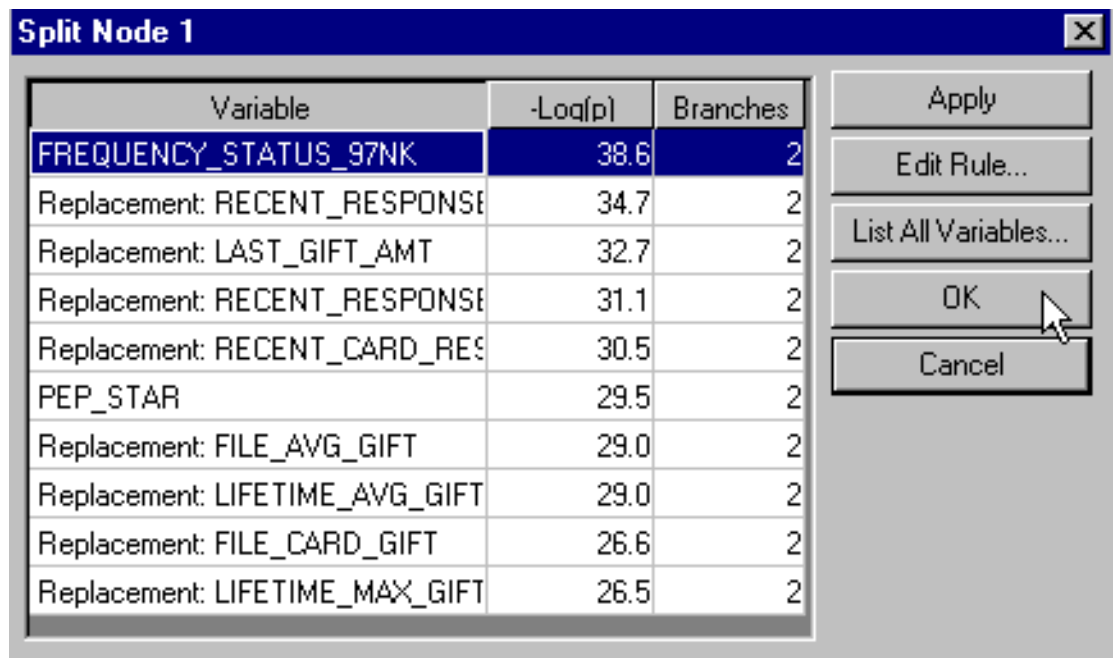 Split Node 1
Variable -Log(p) Branches
FREQUENCY_STATUS_97NK 38.6 2
Replacement: RECENT_RESPONSE 34.7 2
Replacement: LAST_GIFT_AMT 32.7 2
Replacement: RECENT_RESPONSE 31.1 2
Replacement: RECENT_CARD_RES 30.5 2
PEP_STAR 29.5 2
Replacement: FILE_AVG_GIFT 29.0 2
Replacement: LIFETIME_AVG_GIFT 29.0 2
Replacement: FILE_CARD_GIFT 26.6 2
Replacement: LIFETIME_MAX_GIFT 26.5 2
Apply
Edit Rule...
List All Variables...
OK
Cancel